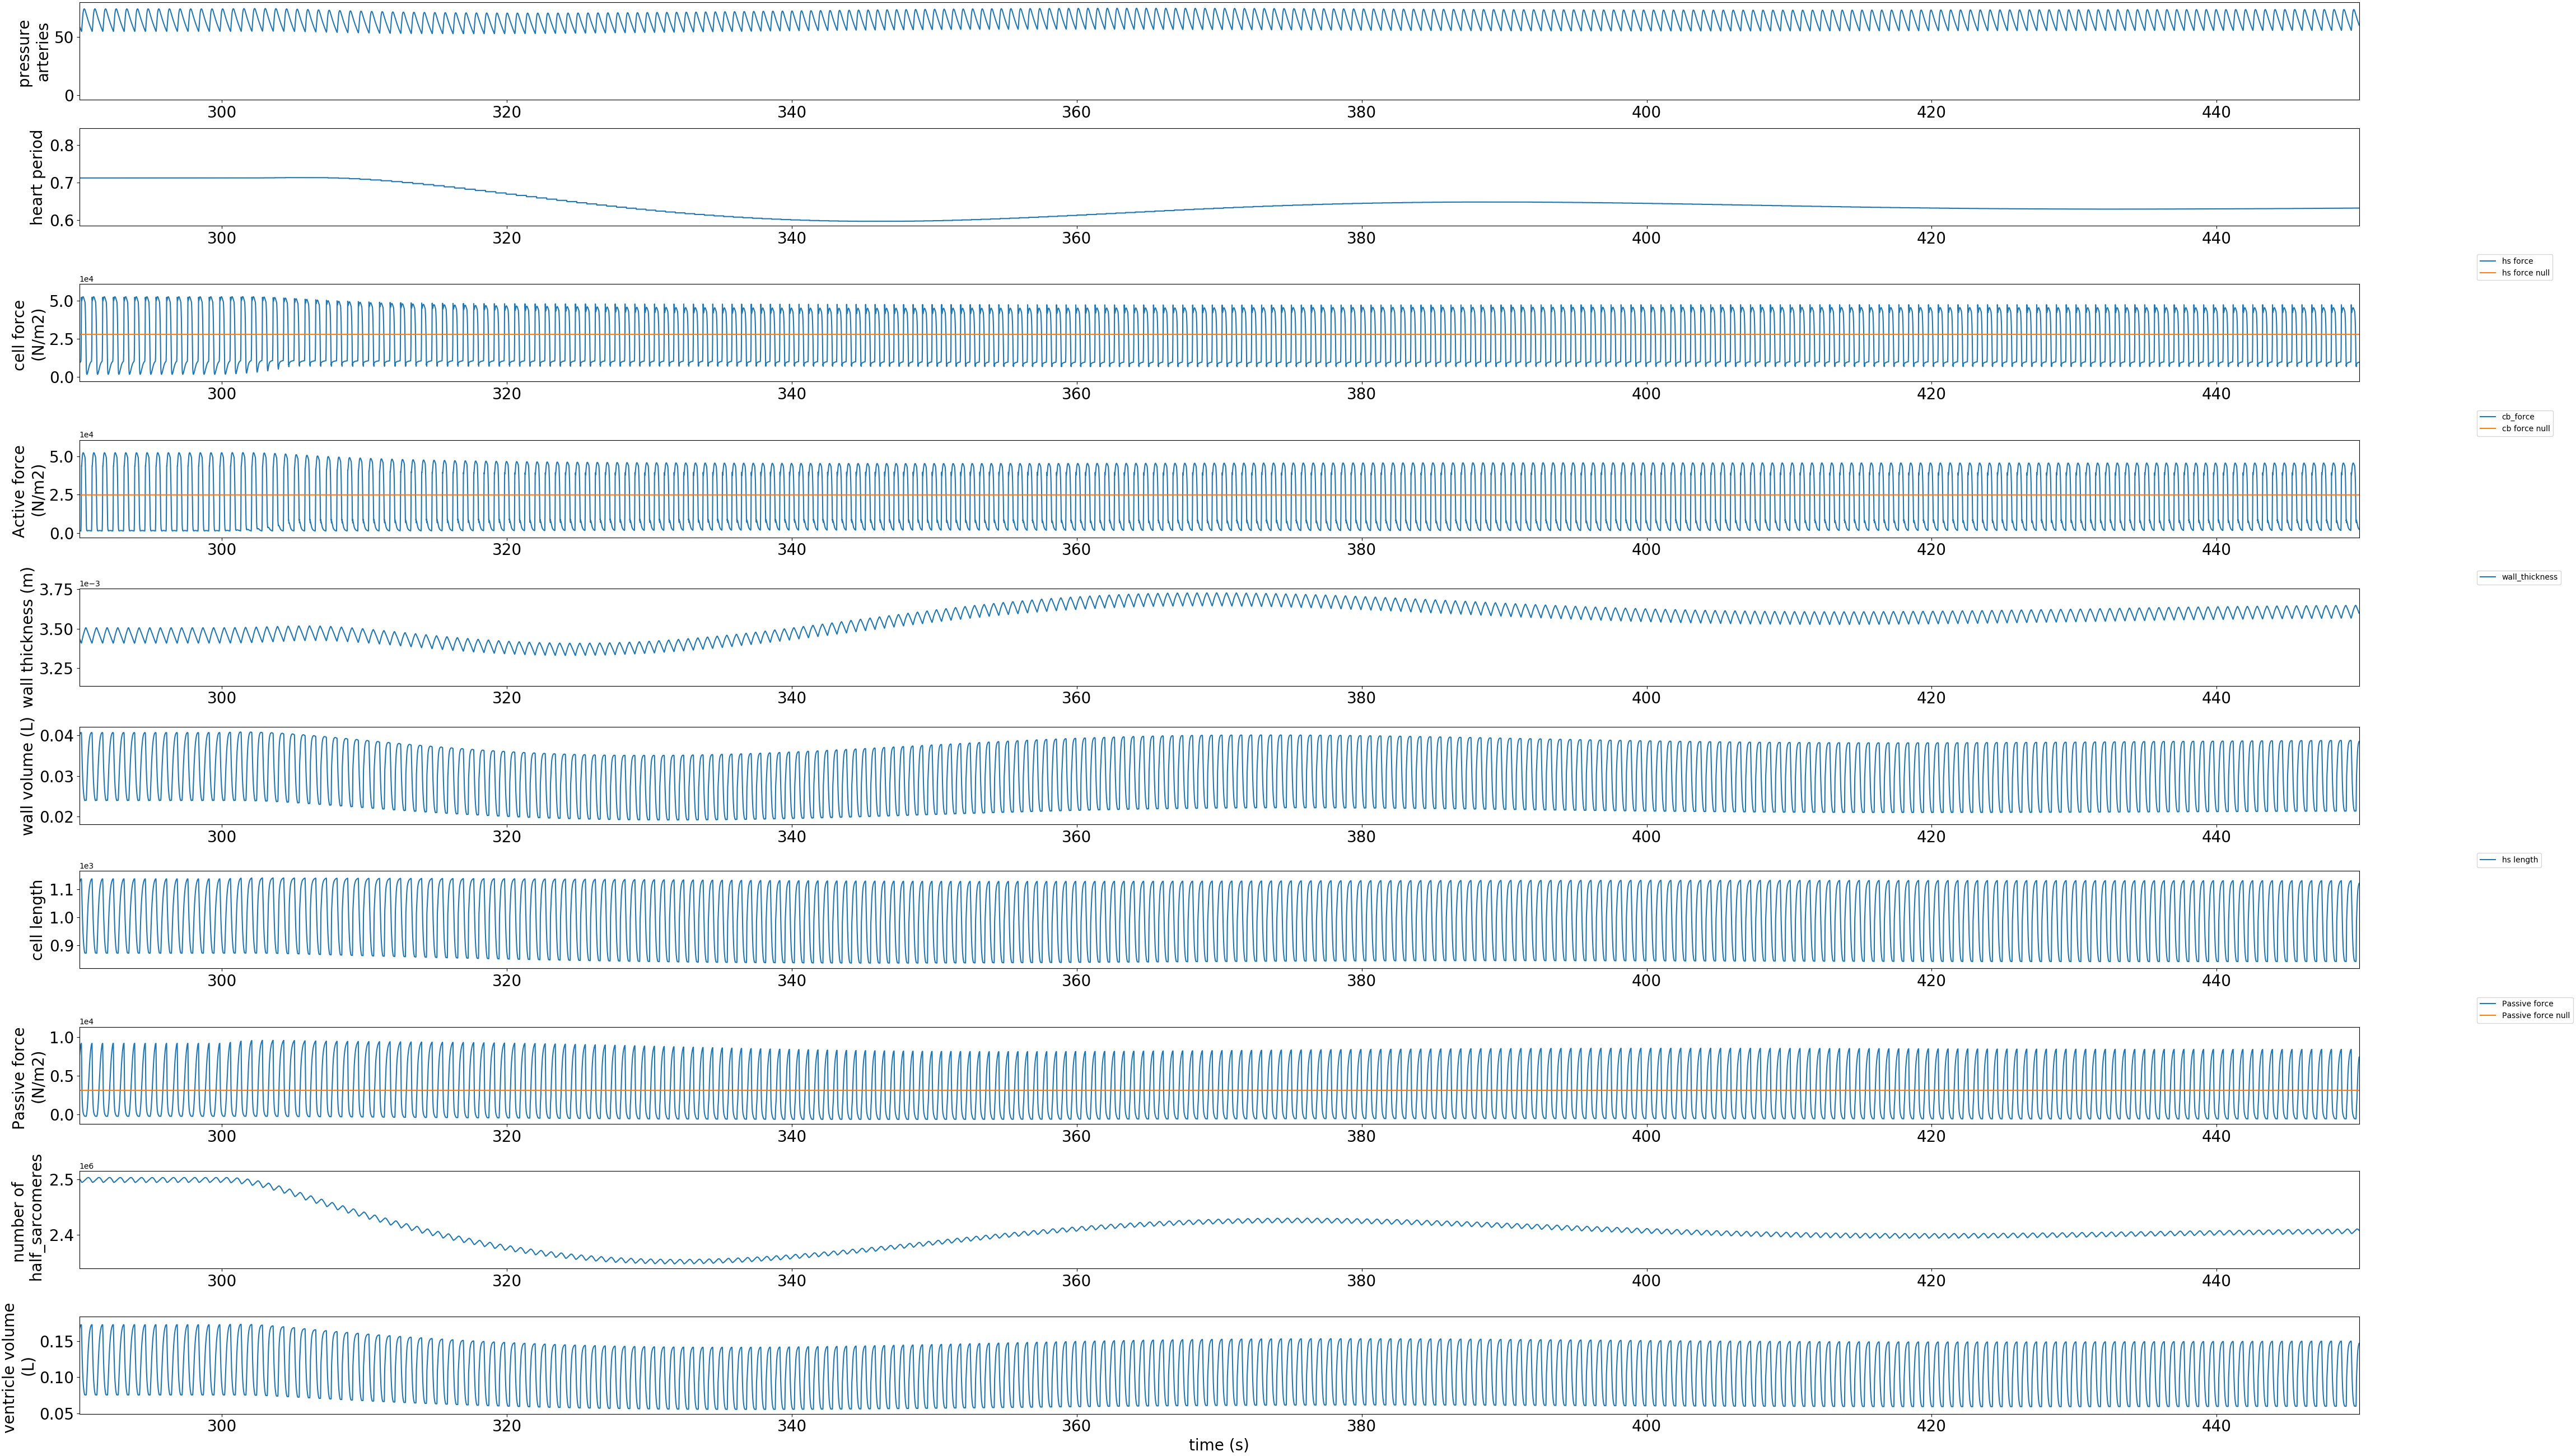 pressure
arteries
50
0
300 320 340 360 380 400 420 440
heart period
0.8
0.7
0.6
300 320 340 360 380 400 420 440
hs force
hs force null
1e4
cell force
(N/m2)
5.0
2.5
0.0
300 320 340 360 380 400 420 440
cb_force
cb force null
1e4
Active force
(N/m2)
5.0
2.5
0.0
300 320 340 360 380 400 420 440
wall_thickness
1e−3
wall thickness (m)
3.75
3.50
3.25
300 320 340 360 380 400 420 440
wall volume (L)
0.04
0.03
0.02
300 320 340 360 380 400 420 440
hs length
1e3
cell length
1.1
1.0
0.9
300 320 340 360 380 400 420 440
Passive force
Passive force null
1e4
Passive force
(N/m2)
1.0
0.5
0.0
300 320 340 360 380 400 420 440
1e6
number of
half_sarcomeres
2.5
2.4
300 320 340 360 380 400 420 440
ventricle volume
(L)
0.15
0.10
0.05
300 320 340 360 380 400 420 440
time (s)